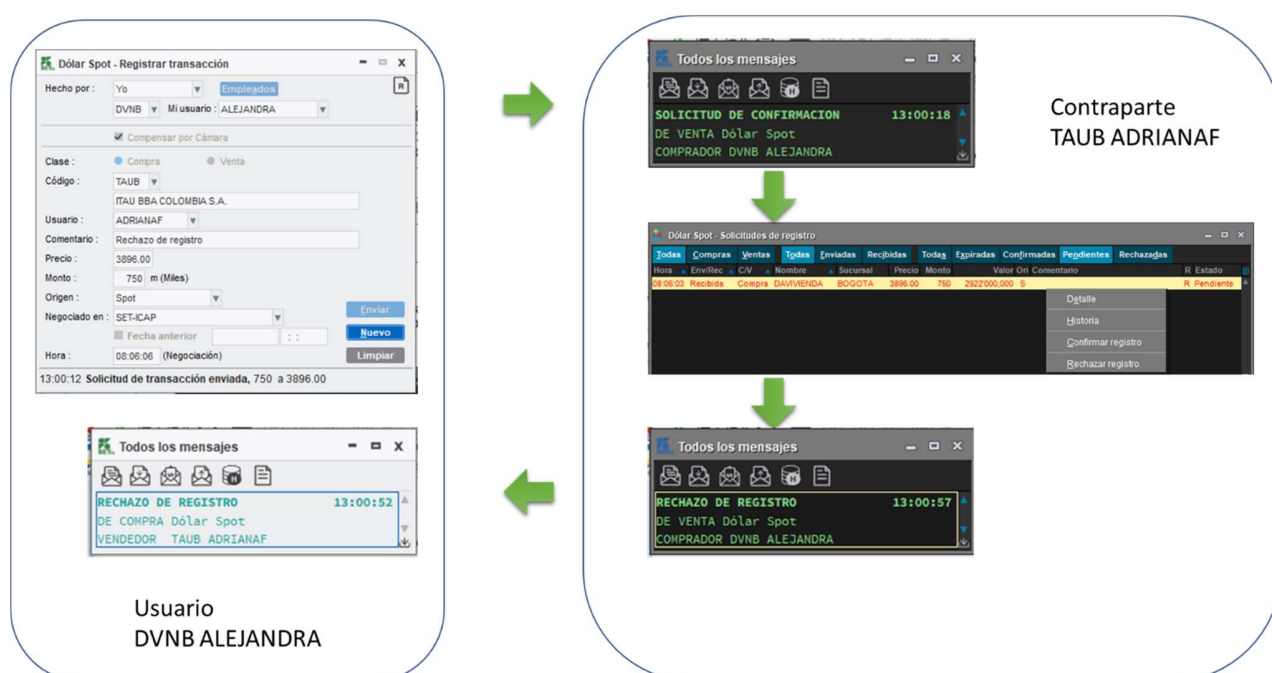 Dólar Spot - Registrar transacción
Hecho por : Yo Empleados R
DVNB Mi usuario : ALEJANDRA
Compensar por Cámara
Clase : Compra Venta
Código : TAUB
ITAU BBA COLOMBIA S.A.
Usuario : ADRIANAF
Comentario : Rechazo de registro
Precio : 3896.00
Monto : 750 m (Miles)
Origen : Spot
Negociado en : SET-ICAP Enviar
Fecha anterior : : Nuevo
Hora : 08:06:06 (Negociación) Limpiar
13:00:12 Solicitud de transacción enviada, 750 a 3896.00
Todos los mensajes
RECHAZO DE REGISTRO 13:00:52
DE COMPRA Dólar Spot
VENDEDOR TAUB ADRIANAF
Usuario
DVNB ALEJANDRA
Todos los mensajes
SOLICITUD DE CONFIRMACION 13:00:18
DE VENTA Dólar Spot
COMPRADOR DVNB ALEJANDRA
Contraparte
TAUB ADRIANAF
Dólar Spot - Solicitudes de registro
Todas Compras Ventas Todas Enviadas Recibidas Todas Expiradas Confirmadas Pendientes Rechazadas
Hora Env/Rec C/V Nombre Sucursal Precio Monto Valor Ori Comentario R Estado
08:06:03 Recibida Compra DAVIVIENDA BOGOTA 3896.00 750 2922'000,000 S R Pendiente
Detalle
Historia
Confirmar registro
Rechazar registro
Todos los mensajes
RECHAZO DE REGISTRO 13:00:57
DE VENTA Dólar Spot
COMPRADOR DVNB ALEJANDRA